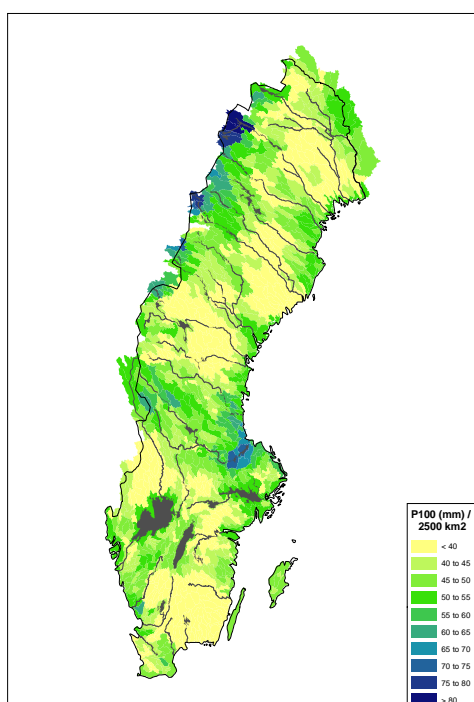 P100 (mm) /
2500 km2
< 40
40 to 45
45 to 50
50 to 55
55 to 60
60 to 65
65 to 70
70 to 75
75 to 80
> 80